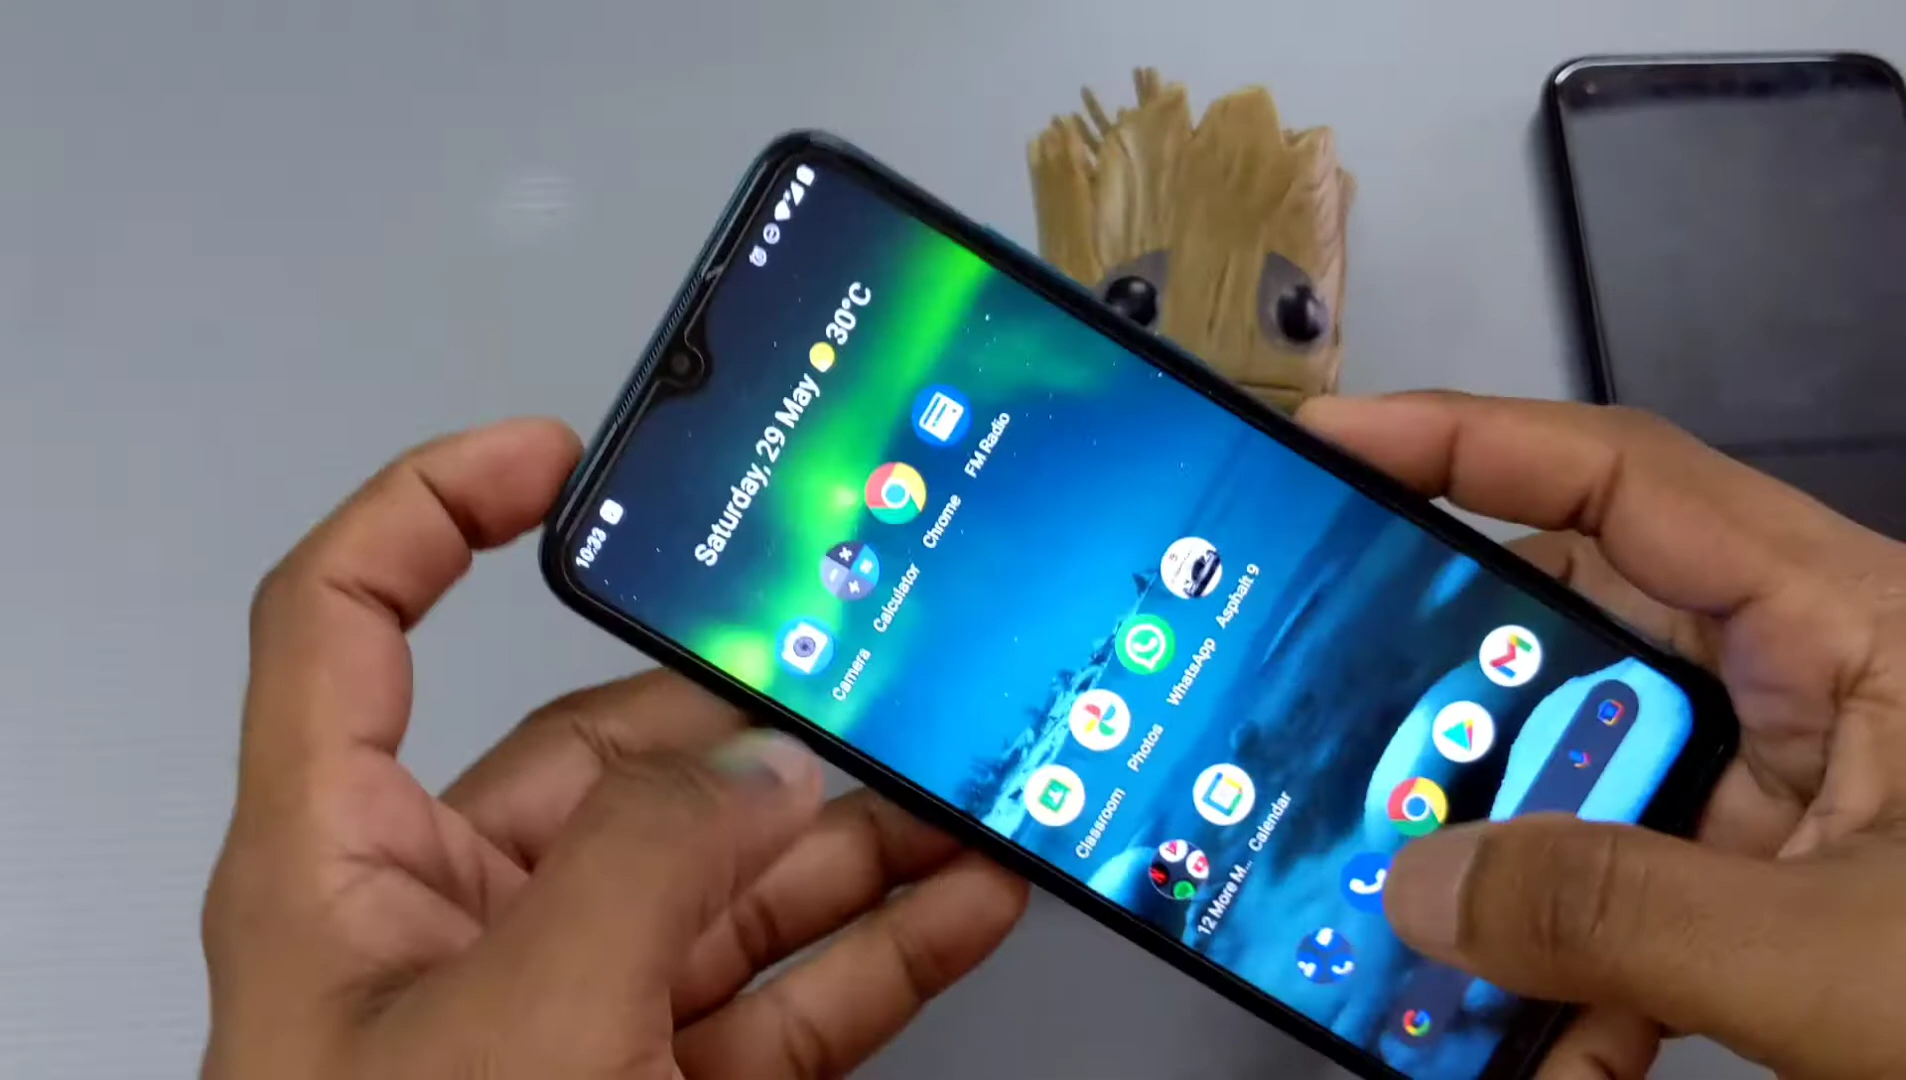 10:33
Saturday, 29 May 30°C
Camera
Calculator
Chrome
FM Radio
Classroom
Photos
WhatsApp
Asphalt 9
12 More M...
Calendar